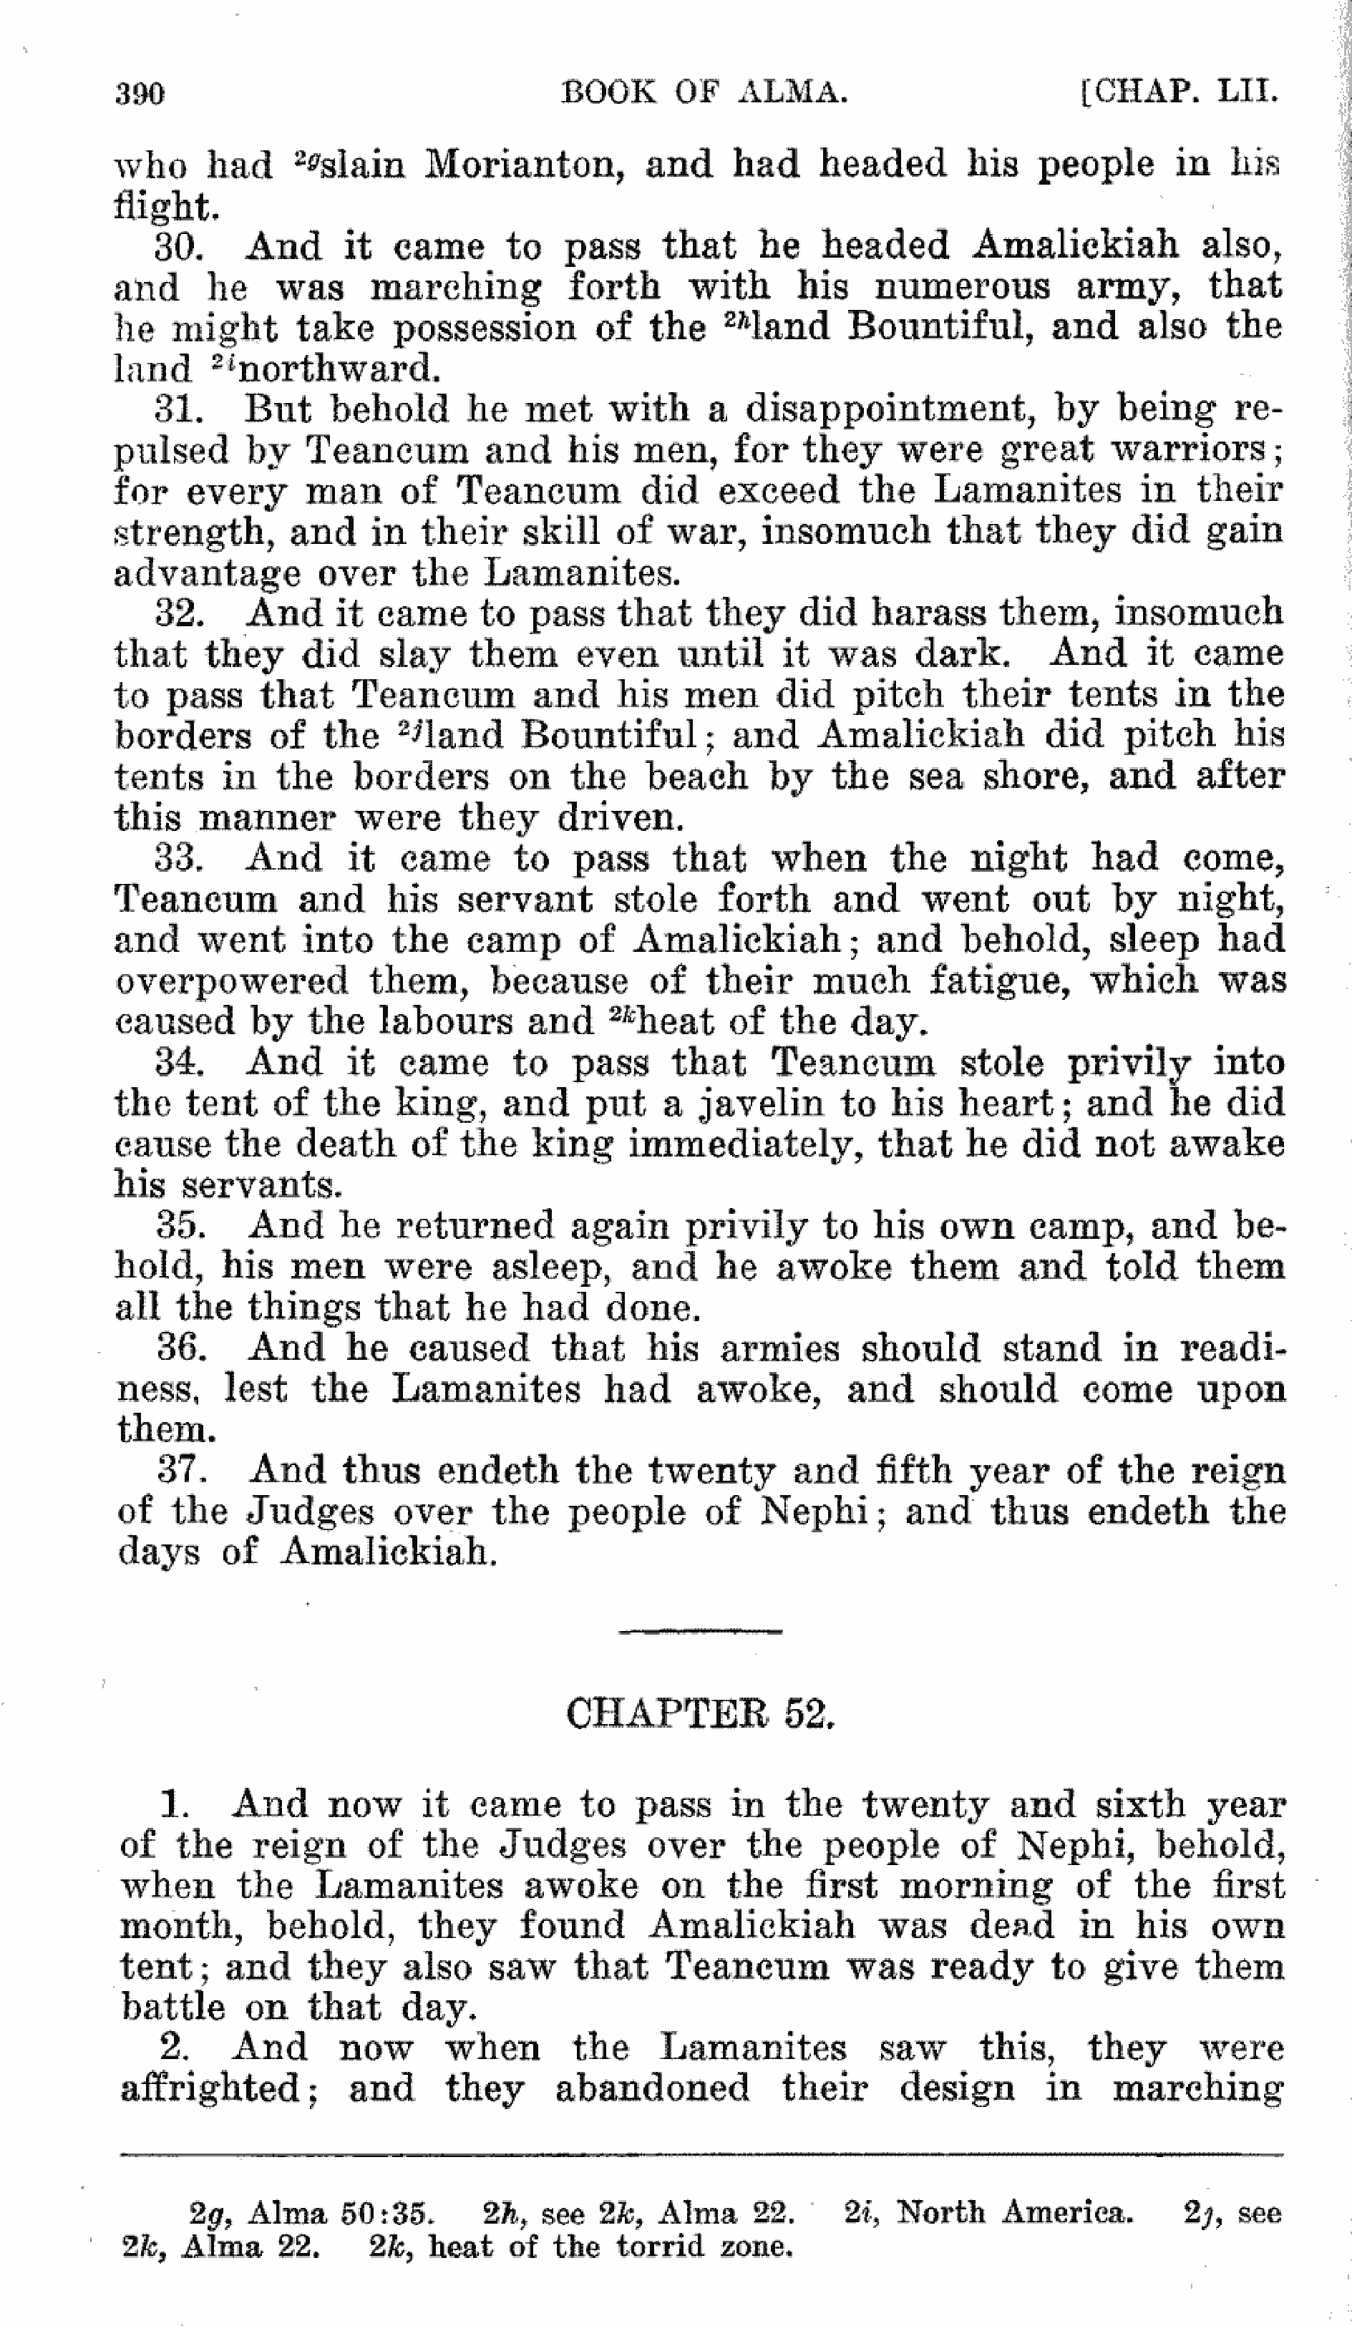 390 BOOK OF ALMA. [CHAP. LII.
who had 2gslain Morianton, and had headed his people in his
flight.
30. And it came to pass that he headed Amalickiah also,
and he was marching forth with his numerous army, that
he might take possession of the 2hland Bountiful, and also the
land 2inorthward.
31. But behold he met with a disappointment, by being re-
pulsed by Teancum and his men, for they were great warriors;
for every man of Teancum did exceed the Lamanites in their
strength, and in their skill of war, insomuch that they did gain
advantage over the Lamanites.
32. And it came to pass that they did harass them, insomuch
that they did slay them even until it was dark. And it came
to pass that Teancum and his men did pitch their tents in the
borders of the 2jland Bountiful; and Amalickiah did pitch his
tents in the borders on the beach by the sea shore, and after
this manner were they driven.
33. And it came to pass that when the night had come,
Teancum and his servant stole forth and went out by night,
and went into the camp of Amalickiah; and behold, sleep had
overpowered them, because of their much fatigue, which was
caused by the labours and 2kheat of the day.
34. And it came to pass that Teancum stole privily into
the tent of the king, and put a javelin to his heart; and he did
cause the death of the king immediately, that he did not awake
his servants.
35. And he returned again privily to his own camp, and be-
hold, his men were asleep, and he awoke them and told them
all the things that he had done.
36. And he caused that his armies should stand in readi-
ness, lest the Lamanites had awoke, and should come upon
them.
37. And thus endeth the twenty and fifth year of the reign
of the Judges over the people of Nephi; and thus endeth the
days of Amalickiah.
CHAPTER 52.
1. And now it came to pass in the twenty and sixth year
of the reign of the Judges over the people of Nephi, behold,
when the Lamanites awoke on the first morning of the first
month, behold, they found Amalickiah was dead in his own
tent; and they also saw that Teancum was ready to give them
battle on that day.
2. And now when the Lamanites saw this, they were
affrighted; and they abandoned their design in marching
2g, Alma 50:35. 2h, see 2k, Alma 22. 2i, North America. 2j, see
2k, Alma 22. 2k, heat of the torrid zone.